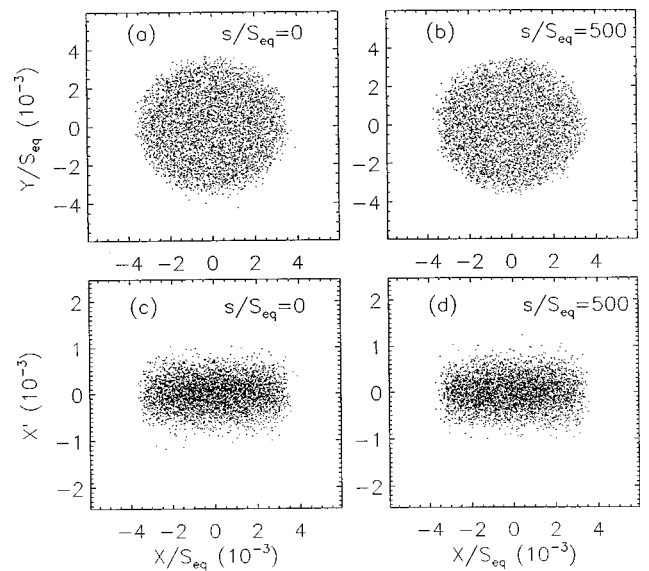 (a) s/S_eq=0
(b) s/S_eq=500
Y/S_eq (10^-3)
4
2
0
−2
−4
4
2
0
−2
−4
−4 −2 0 2 4
−4 −2 0 2 4
(c) s/S_eq=0
(d) s/S_eq=500
X' (10^-3)
2
1
0
−1
−2
2
1
0
−1
−2
−4 −2 0 2 4
−4 −2 0 2 4
X/S_eq (10^-3)
X/S_eq (10^-3)